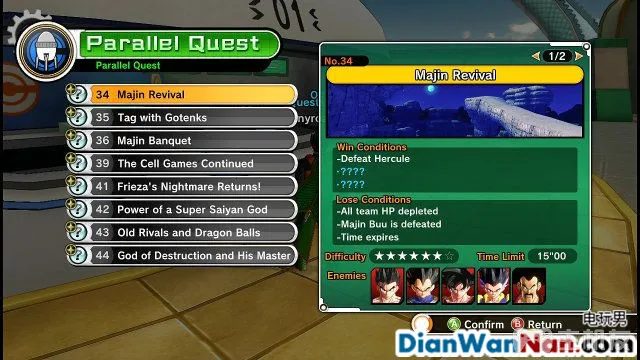 01
Parallel Quest
Parallel Quest
34 Majin Revival
35 Tag with Gotenks
36 Majin Banquet
39 The Cell Games Continued
41 Frieza's Nightmare Returns!
42 Power of a Super Saiyan God
43 Old Rivals and Dragon Balls
44 God of Destruction and His Master
No.34
1/2
Majin Revival
Win Conditions
-Defeat Hercule
·????
·????
Lose Conditions
-All team HP depleted
-Majin Buu is defeated
-Time expires
Difficulty ★★★★★★☆
Time Limit 15"00
Enemies
A Confirm B Return
电玩男
DianWanNan.com